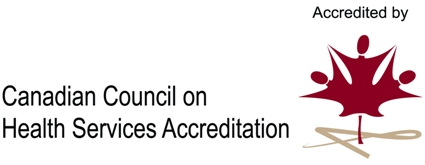 Accredited by
Canadian Council on
Health Services Accreditation